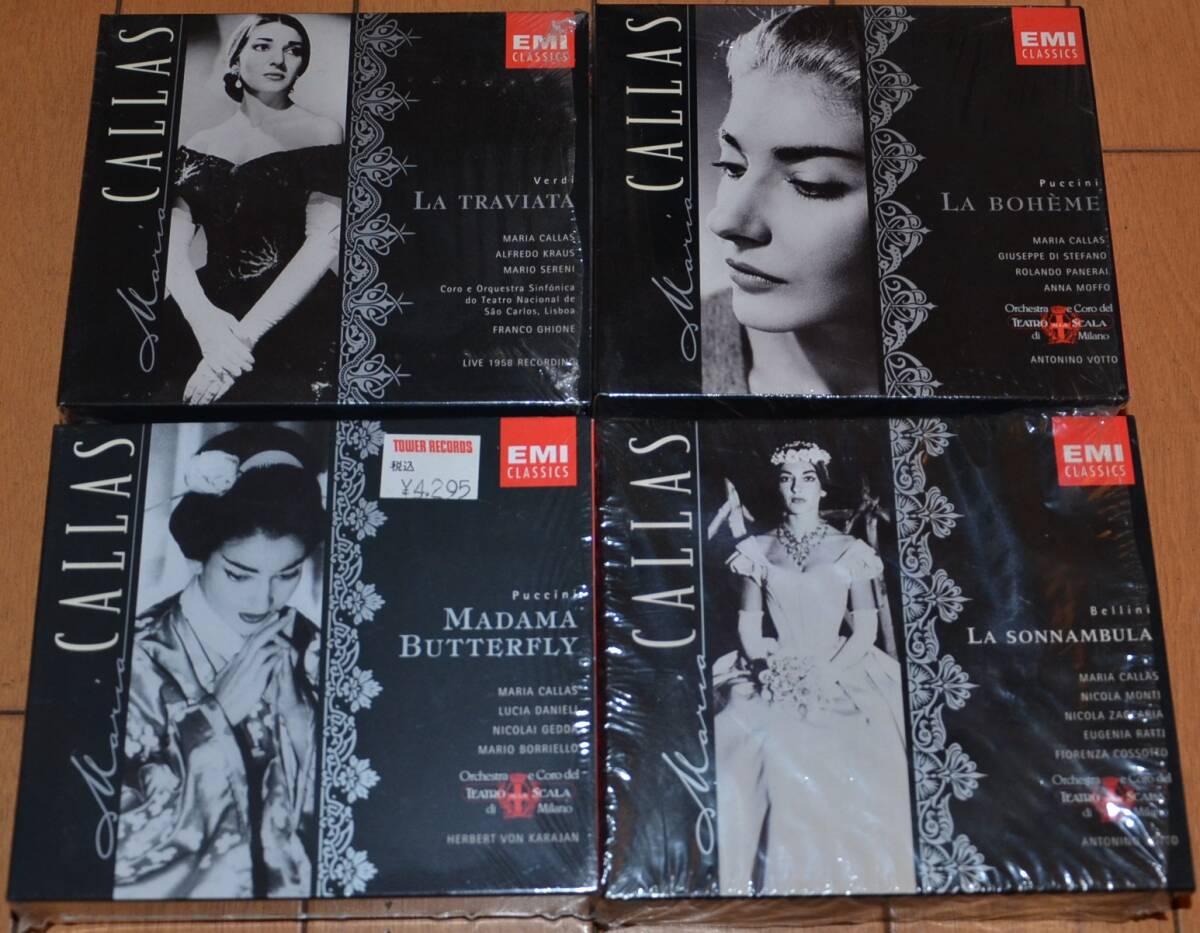 Maria CALLAS
EMI
CLASSICS
Verdi
LA TRAVIATA
MARIA CALLAS
ALFREDO KRAUS
MARIO SERENI
Coro e Orquestra Sinfónica
do Teatro Nacional de
São Carlos, Lisboa
FRANCO GHIONE
LIVE 1958 RECORDING
Maria CALLAS
EMI
CLASSICS
Puccini
LA BOHÈME
MARIA CALLAS
GIUSEPPE DI STEFANO
ROLANDO PANERAI
ANNA MOFFO
Orchestra e Coro del
TEATRO ALLA SCALA
di Milano
ANTONINO VOTTO
Maria CALLAS
TOWER RECORDS
税込
¥4.295
EMI
CLASSICS
Puccini
MADAMA
BUTTERFLY
MARIA CALLAS
LUCIA DANIELI
NICOLAI GEDDA
MARIO BORRIELLO
Orchestra e Coro del
TEATRO ALLA SCALA
di Milano
HERBERT VON KARAJAN
Maria CALLAS
EMI
CLASSICS
Bellini
LA SONNAMBULA
MARIA CALLAS
NICOLA MONTI
NICOLA ZACCARIA
EUGENIA RATTI
FIORENZA COSSOTTO
Orchestra e Coro del
TEATRO ALLA SCALA
di Milano
ANTONINO VOTTO